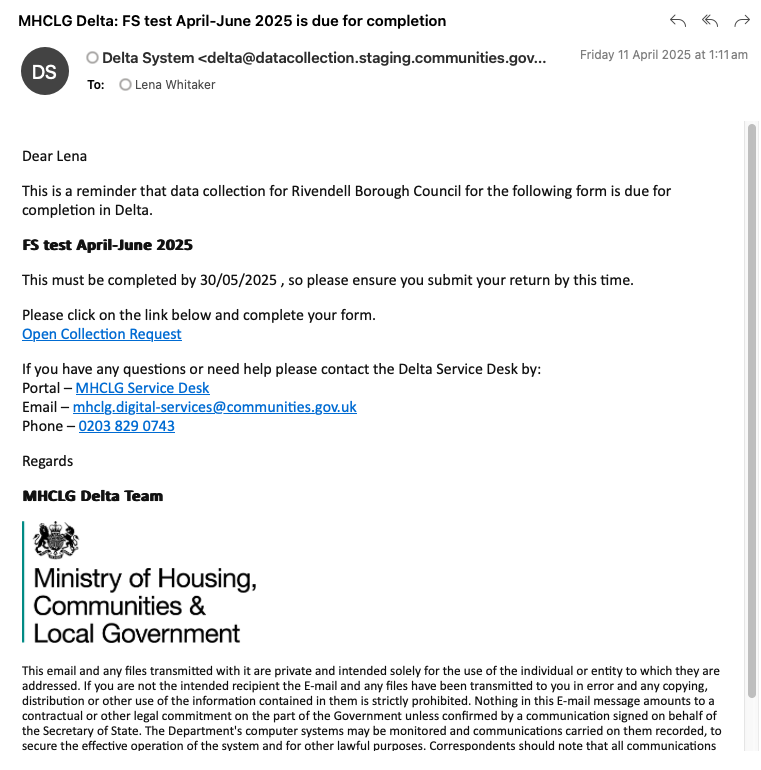 MHCLG Delta: FS test April-June 2025 is due for completion
DS
Delta System <delta@datacollection.staging.communities.gov...
Friday 11 April 2025 at 1:11 am
To: Lena Whitaker
Dear Lena
This is a reminder that data collection for Rivendell Borough Council for the following form is due for
completion in Delta.
FS test April-June 2025
This must be completed by 30/05/2025 , so please ensure you submit your return by this time.
Please click on the link below and complete your form.
Open Collection Request
If you have any questions or need help please contact the Delta Service Desk by:
Portal – MHCLG Service Desk
Email – mhclg.digital-services@communities.gov.uk
Phone – 0203 829 0743
Regards
MHCLG Delta Team
Ministry of Housing,
Communities &
Local Government
This email and any files transmitted with it are private and intended solely for the use of the individual or entity to which they are
addressed. If you are not the intended recipient the E-mail and any files have been transmitted to you in error and any copying,
distribution or other use of the information contained in them is strictly prohibited. Nothing in this E-mail message amounts to a
contractual or other legal commitment on the part of the Government unless confirmed by a communication signed on behalf of
the Secretary of State. The Department's computer systems may be monitored and communications carried on them recorded, to
secure the effective operation of the system and for other lawful purposes. Correspondents should note that all communications